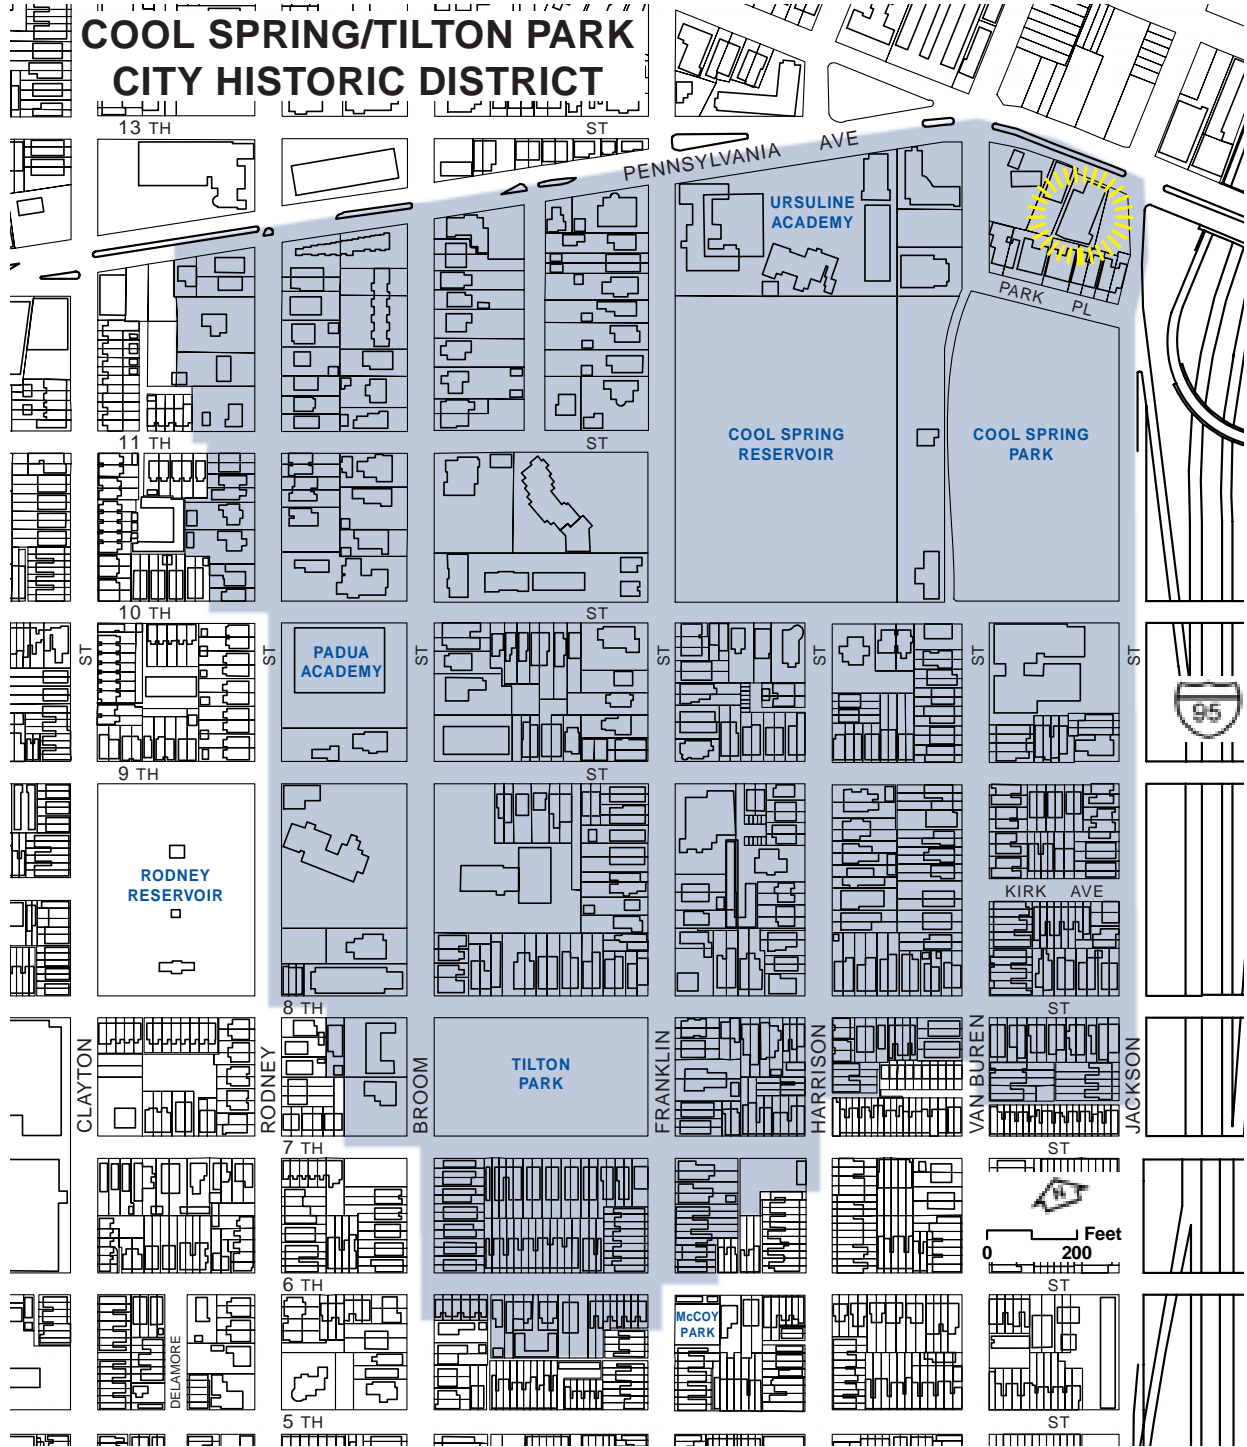 COOL SPRING/TILTON PARK
CITY HISTORIC DISTRICT
13 TH
ST
PENNSYLVANIA AVE
URSULINE
ACADEMY
PARK PL
11 TH
ST
COOL SPRING
RESERVOIR
COOL SPRING
PARK
10 TH
ST
ST
ST
ST
ST
ST
ST
ST
PADUA
ACADEMY
95
9 TH
ST
RODNEY
RESERVOIR
KIRK AVE
8 TH
ST
CLAYTON
RODNEY
BROOM
TILTON
PARK
FRANKLIN
HARRISON
VAN BUREN
JACKSON
7 TH
ST
N
Feet
0 200
6 TH
ST
McCOY
PARK
DELAMORE
5 TH
ST